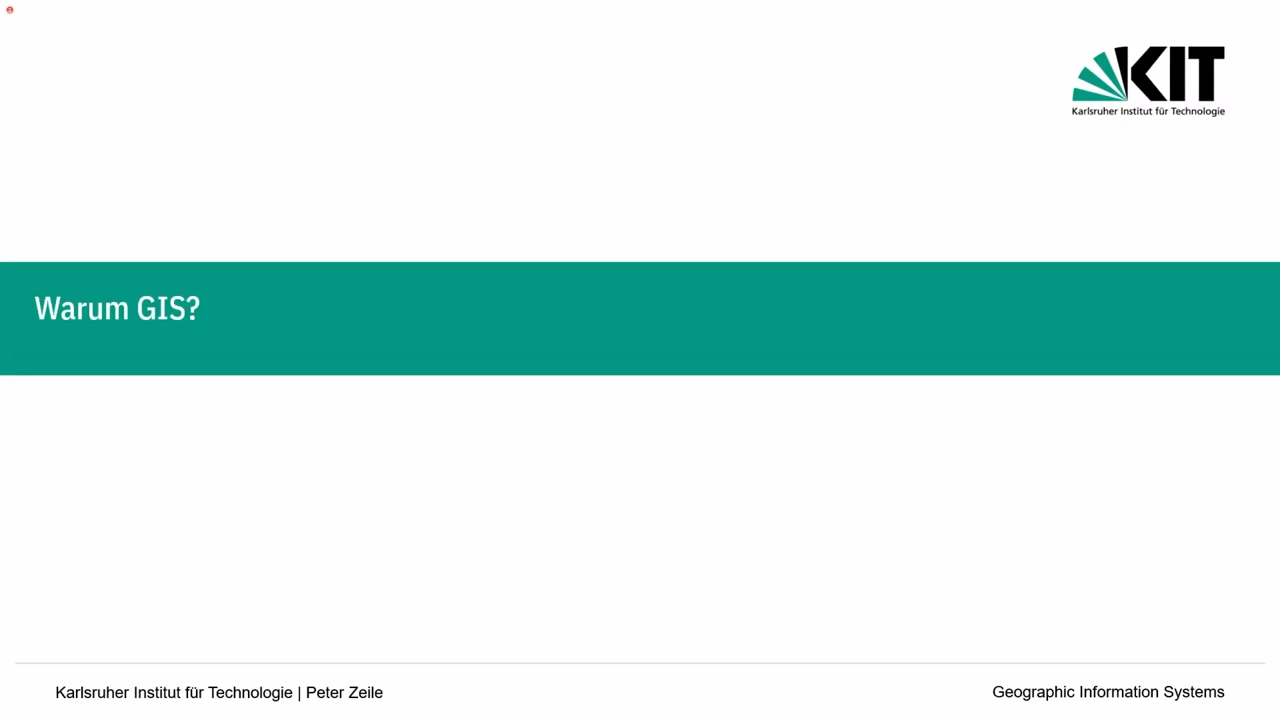 KIT
Karlsruher Institut für Technologie
Warum GIS?
Karlsruher Institut für Technologie | Peter Zeile
Geographic Information Systems